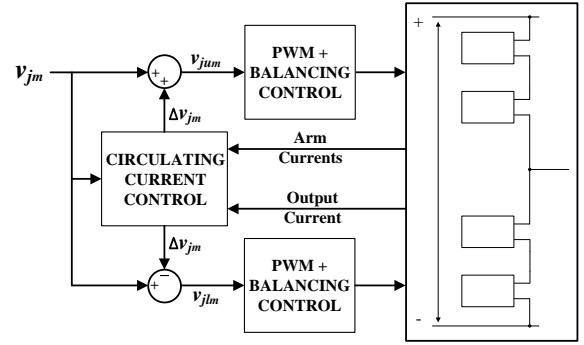 PWM +
BALANCING
CONTROL
v_jum
v_jm
+
+
Δv_jm
+
CIRCULATING
CURRENT
CONTROL
Arm
Currents
Output
Current
Δv_jm
−
+
v_jlm
PWM +
BALANCING
CONTROL
-